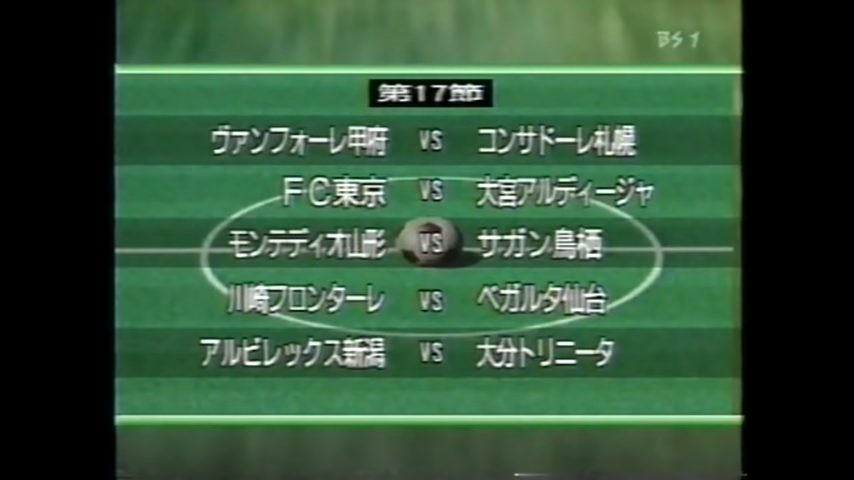 BS1
第17節
ヴァンフォーレ甲府 VS コンサドーレ札幌
FC東京 VS 大宮アルディージャ
モンテディオ山形 VS サガン鳥栖
川崎フロンターレ VS ベガルタ仙台
アルビレックス新潟 VS 大分トリニータ